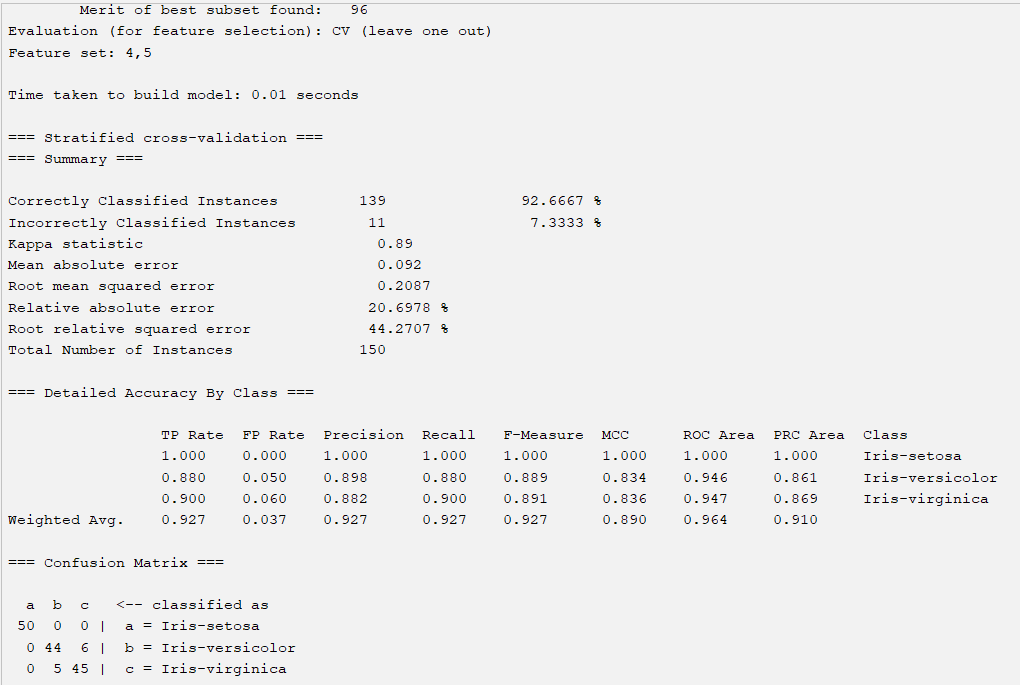 Merit of best subset found:   96
Evaluation (for feature selection): CV (leave one out)
Feature set: 4,5
Time taken to build model: 0.01 seconds
=== Stratified cross-validation ===
=== Summary ===
Correctly Classified Instances         139               92.6667 %
Incorrectly Classified Instances        11                7.3333 %
Kappa statistic                          0.89
Mean absolute error                      0.092
Root mean squared error                  0.2087
Relative absolute error                 20.6978 %
Root relative squared error             44.2707 %
Total Number of Instances              150
=== Detailed Accuracy By Class ===
TP Rate  FP Rate  Precision  Recall   F-Measure  MCC      ROC Area  PRC Area  Class
1.000    0.000    1.000      1.000    1.000      1.000    1.000     1.000     Iris-setosa
0.880    0.050    0.898      0.880    0.889      0.834    0.946     0.861     Iris-versicolor
0.900    0.060    0.882      0.900    0.891      0.836    0.947     0.869     Iris-virginica
Weighted Avg.    0.927    0.037    0.927      0.927    0.927      0.890    0.964     0.910
=== Confusion Matrix ===
a  b  c   <-- classified as
50  0  0 |  a = Iris-setosa
0 44  6 |  b = Iris-versicolor
0  5 45 |  c = Iris-virginica